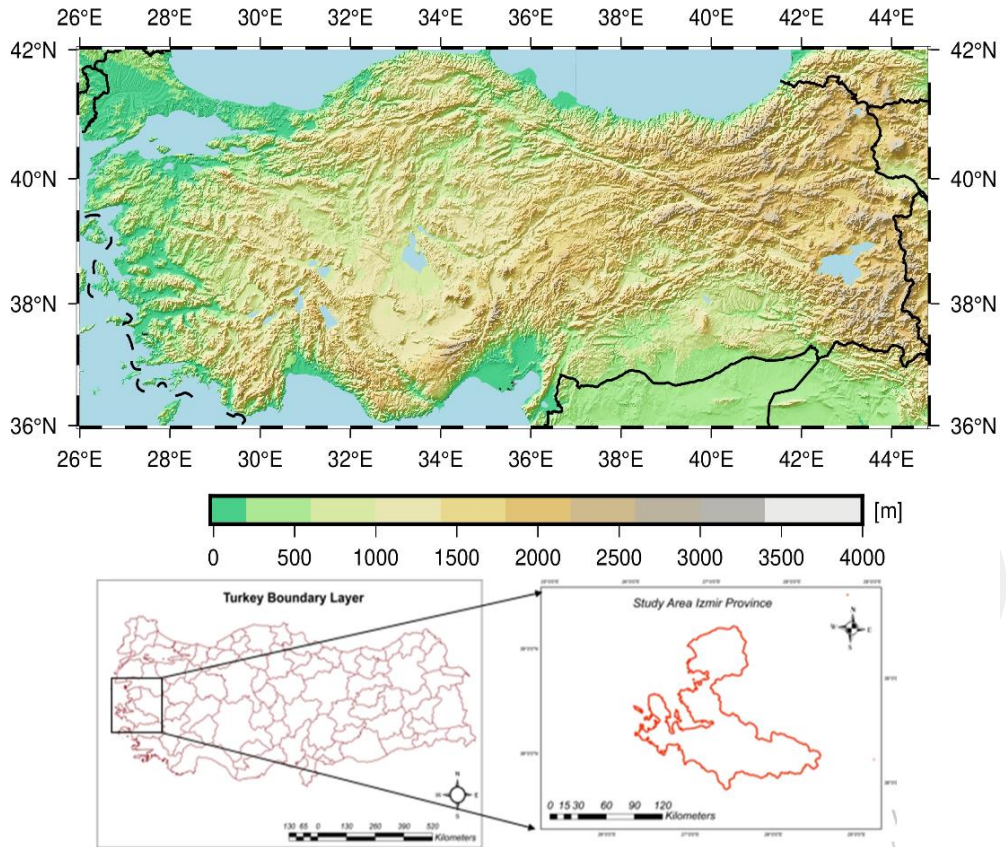 26°E 28°E 30°E 32°E 34°E 36°E 38°E 40°E 42°E 44°E
42°N 42°N
40°N 40°N
38°N 38°N
36°N 36°N
26°E 28°E 30°E 32°E 34°E 36°E 38°E 40°E 42°E 44°E
[m]
0 500 1000 1500 2000 2500 3000 3500 4000
Turkey Boundary Layer
N
E
S
130 65 0 130 260 390 520
Kilometers
Study Area Izmir Province
N
W E
S
0 15 30 60 90 120
Kilometers